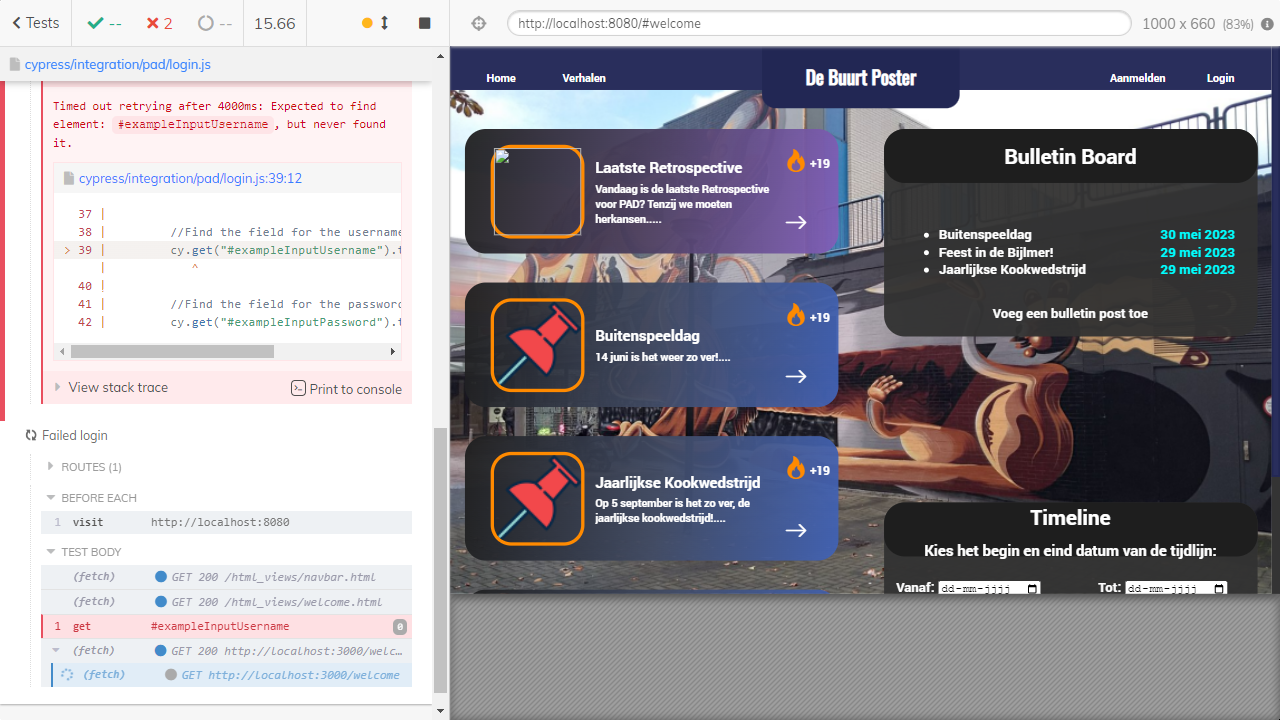 Tests
--
2
--
15.66
http://localhost:8080/#welcome
1000 x 660 (83%)
cypress/integration/pad/login.js
Timed out retrying after 4000ms: Expected to find
element: #exampleInputUsername, but never found
it.
cypress/integration/pad/login.js:39:12
37 |
38 | //Find the field for the username
> 39 | cy.get("#exampleInputUsername").t
| ^
40 |
41 | //Find the field for the password
42 | cy.get("#exampleInputPassword").t
View stack trace
Print to console
Failed login
ROUTES (1)
BEFORE EACH
1 visit http://localhost:8080
TEST BODY
(fetch) GET 200 /html_views/navbar.html
(fetch) GET 200 /html_views/welcome.html
1 get #exampleInputUsername 0
(fetch) GET 200 http://localhost:3000/welc…
(fetch) GET http://localhost:3000/welcome
Home
Verhalen
De Buurt Poster
Aanmelden
Login
Laatste Retrospective
+19
Vandaag is de laatste Retrospective
voor PAD? Tenzij we moeten
herkansen.....
Buitenspeeldag
+19
14 juni is het weer zo ver!....
Jaarlijkse Kookwedstrijd
+19
Op 5 september is het zo ver, de
jaarlijkse kookwedstrijd!....
Bulletin Board
Buitenspeeldag 30 mei 2023
Feest in de Bijlmer! 29 mei 2023
Jaarlijkse Kookwedstrijd 29 mei 2023
Voeg een bulletin post toe
Timeline
Kies het begin en eind datum van de tijdlijn:
Vanaf: dd-mm-jjjj Tot: dd-mm-jjjj